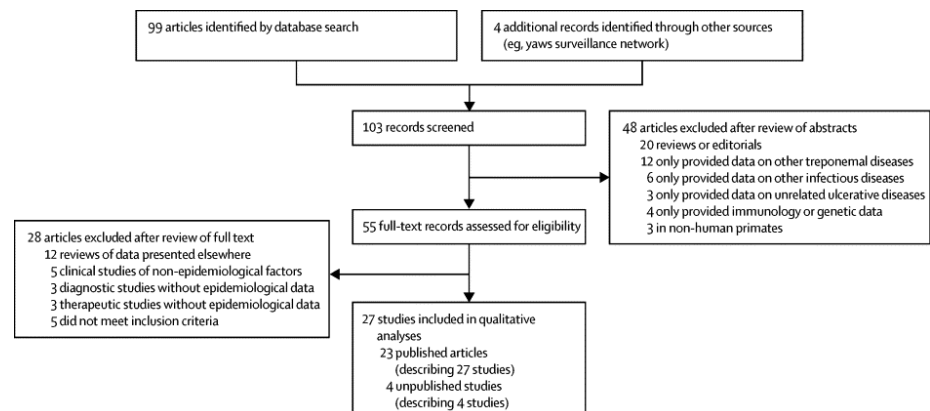 99 articles identified by database search
4 additional records identified through other sources
(eg, yaws surveillance network)
103 records screened
48 articles excluded after review of abstracts
20 reviews or editorials
12 only provided data on other treponemal diseases
6 only provided data on other infectious diseases
3 only provided data on unrelated ulcerative diseases
4 only provided immunology or genetic data
3 in non-human primates
55 full-text records assessed for eligibility
28 articles excluded after review of full text
12 reviews of data presented elsewhere
5 clinical studies of non-epidemiological factors
3 diagnostic studies without epidemiological data
3 therapeutic studies without epidemiological data
5 did not meet inclusion criteria
27 studies included in qualitative
analyses
23 published articles
(describing 27 studies)
4 unpublished studies
(describing 4 studies)